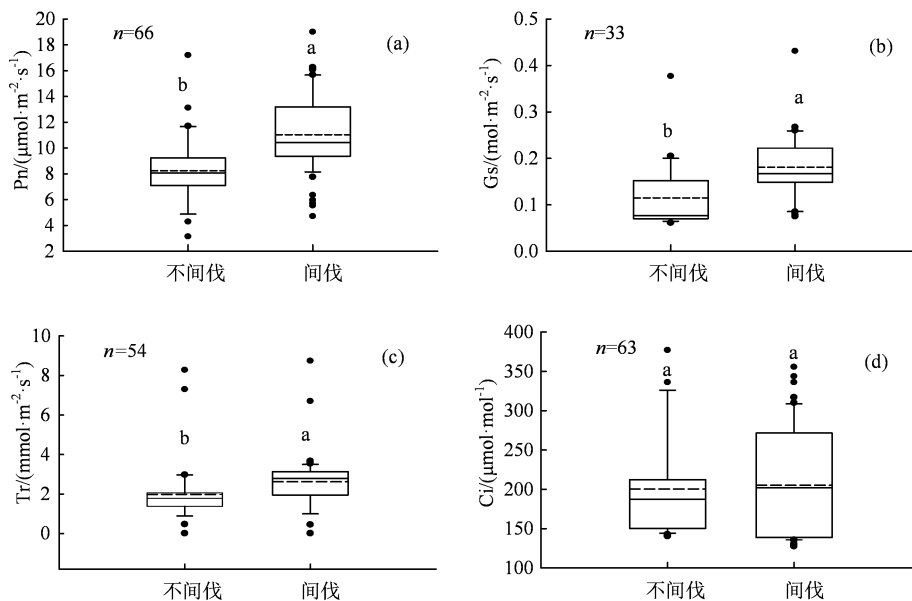 n=66
(a)
a
b
Pn/(μmol·m⁻²·s⁻¹)
20
18
16
14
12
10
8
6
4
2
不间伐
间伐
n=33
(b)
a
b
Gs/(mol·m⁻²·s⁻¹)
0.5
0.4
0.3
0.2
0.1
0.0
不间伐
间伐
n=54
(c)
a
b
Tr/(mmol·m⁻²·s⁻¹)
10
8
6
4
2
0
不间伐
间伐
n=63
(d)
a
a
Ci/(μmol·mol⁻¹)
400
350
300
250
200
150
100
不间伐
间伐